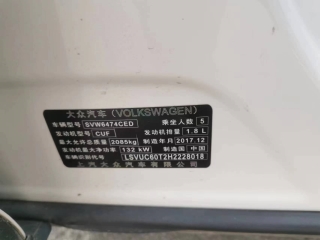 大众汽车(VOLKSWAGEN)
车辆型号 SVW6474CED 乘坐人数 5
发动机型号 CUF 发动机排量 1.8 L
最大允许总质量 2085kg 制造年月 2017.12
发动机最大净功率 132 kW 制造国 中国
车辆识别代号 LSVUC60T2H2228018
上汽大众汽车有限公司